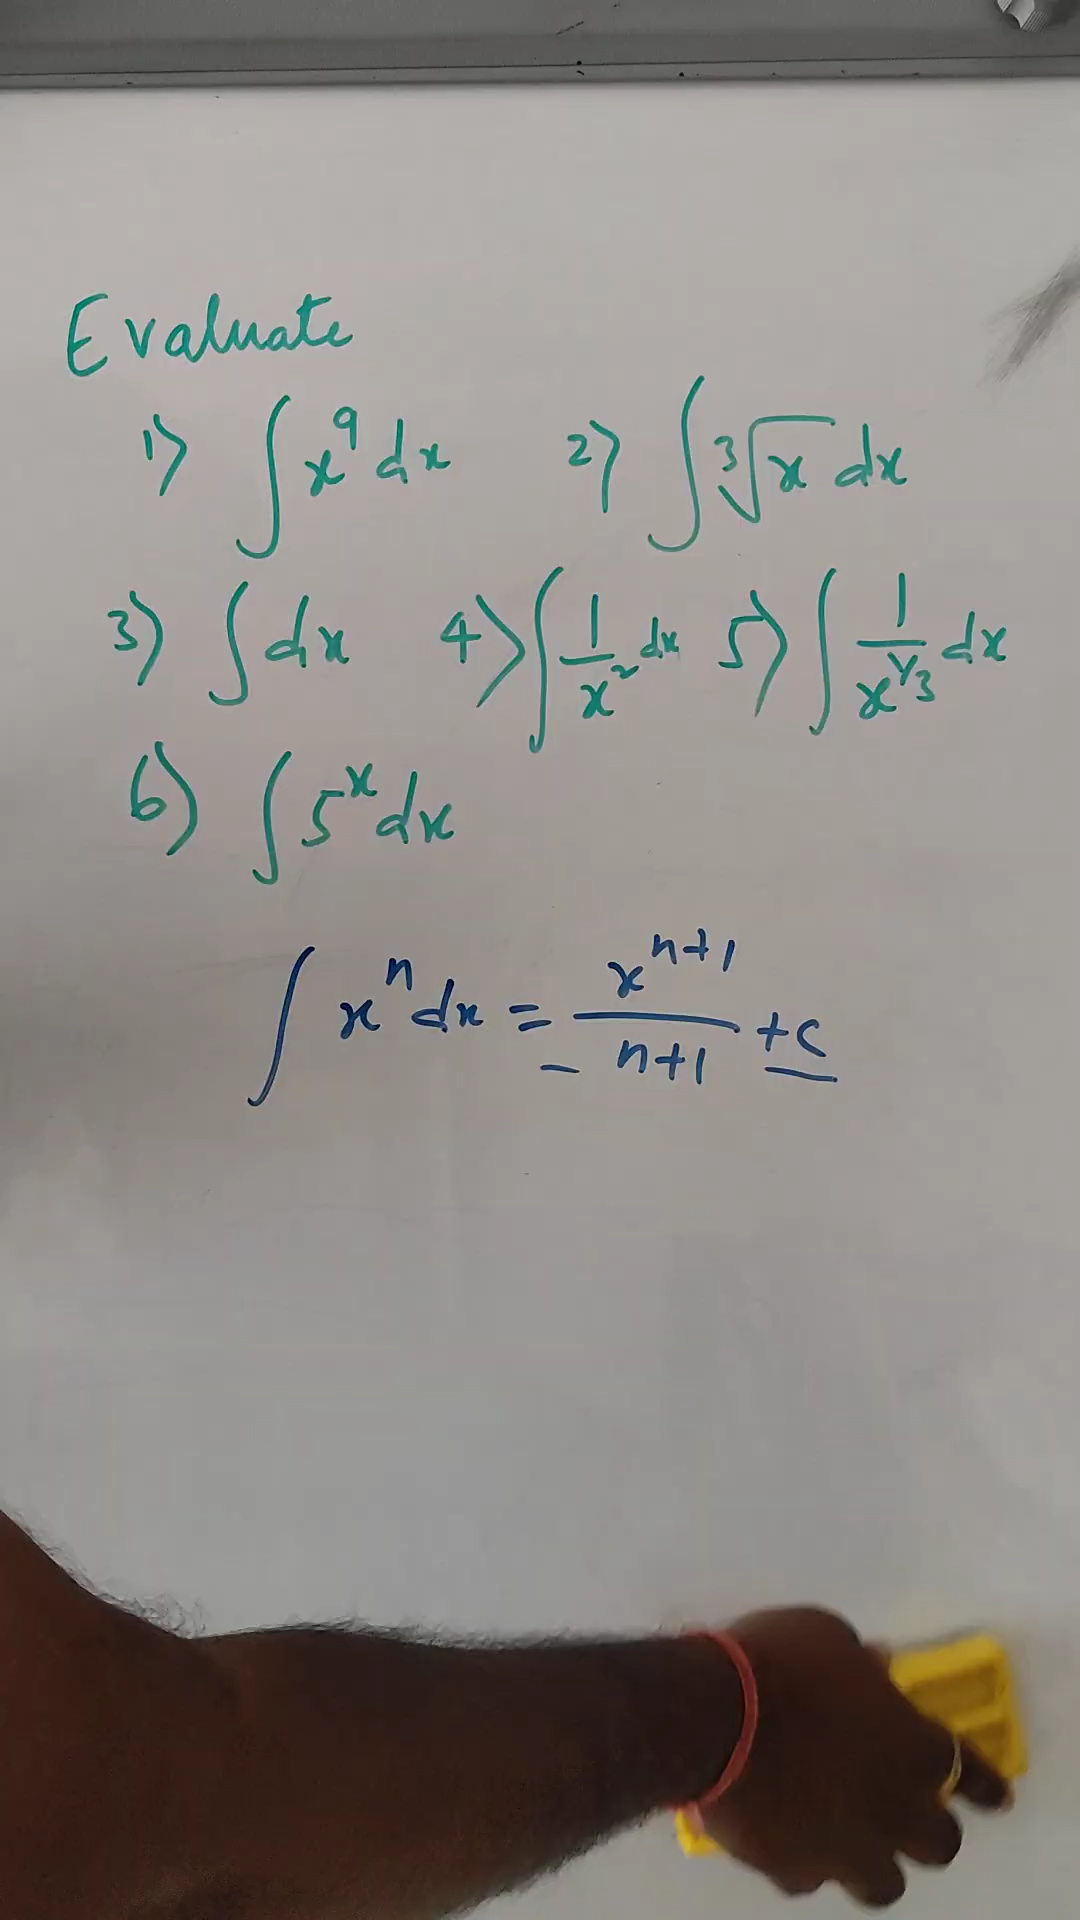 Evaluate
1) ∫ x⁹ dx 2) ∫ ∛x dx
3) ∫ dx 4) ∫ 1/x² dx 5) ∫ 1/x^(1/3) dx
6) ∫ 5ˣ dx
∫ xⁿ dx = xⁿ⁺¹/(n+1) + c